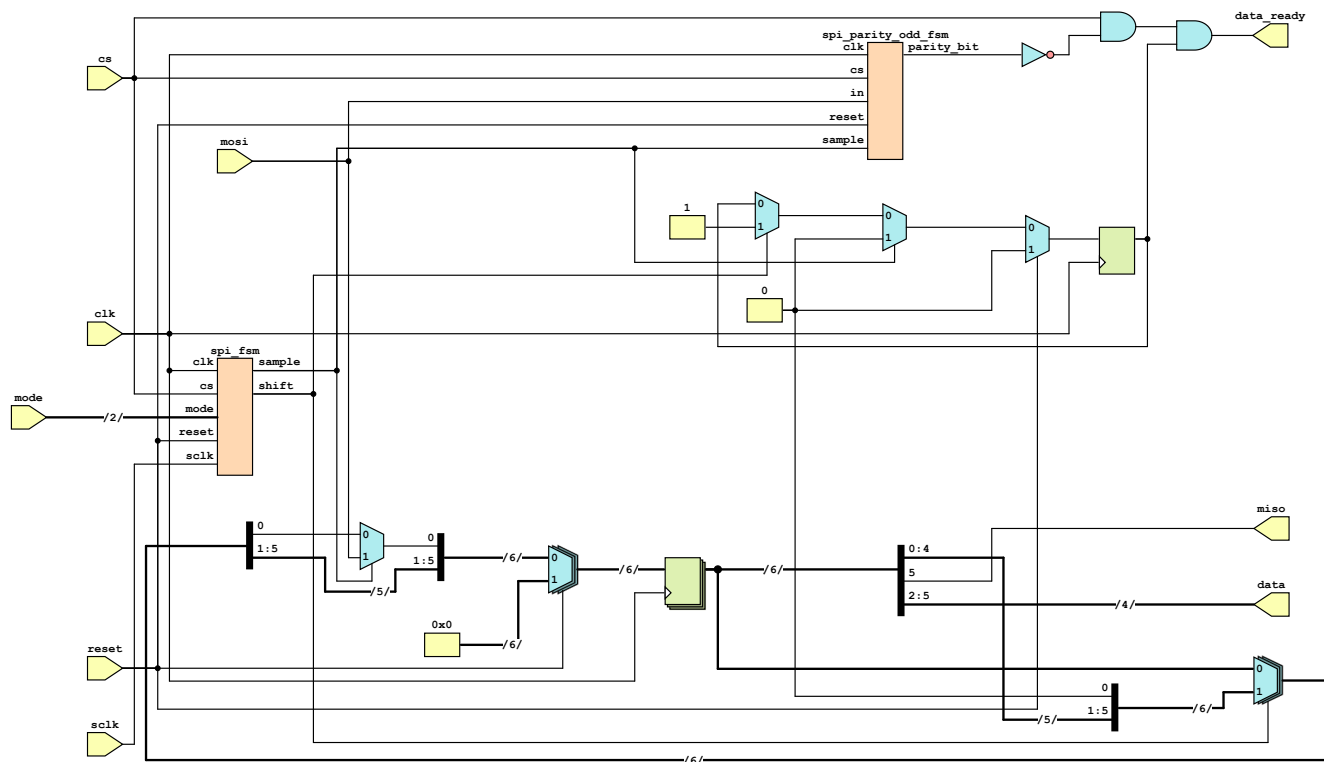 data_ready
spi_parity_odd_fsm
clk
parity_bit
cs
cs
in
reset
mosi
sample
1
0
1
0
1
0
1
0
clk
spi_fsm
clk
sample
cs
shift
mode
mode
/2/
reset
sclk
miso
0
0
0
1:5
1
1:5
/6/
0
/6/
/6/
0:4
5
1
data
/5/
2:5
/4/
0x0
/6/
reset
0
0
1
1:5
/6/
sclk
/5/
/6/